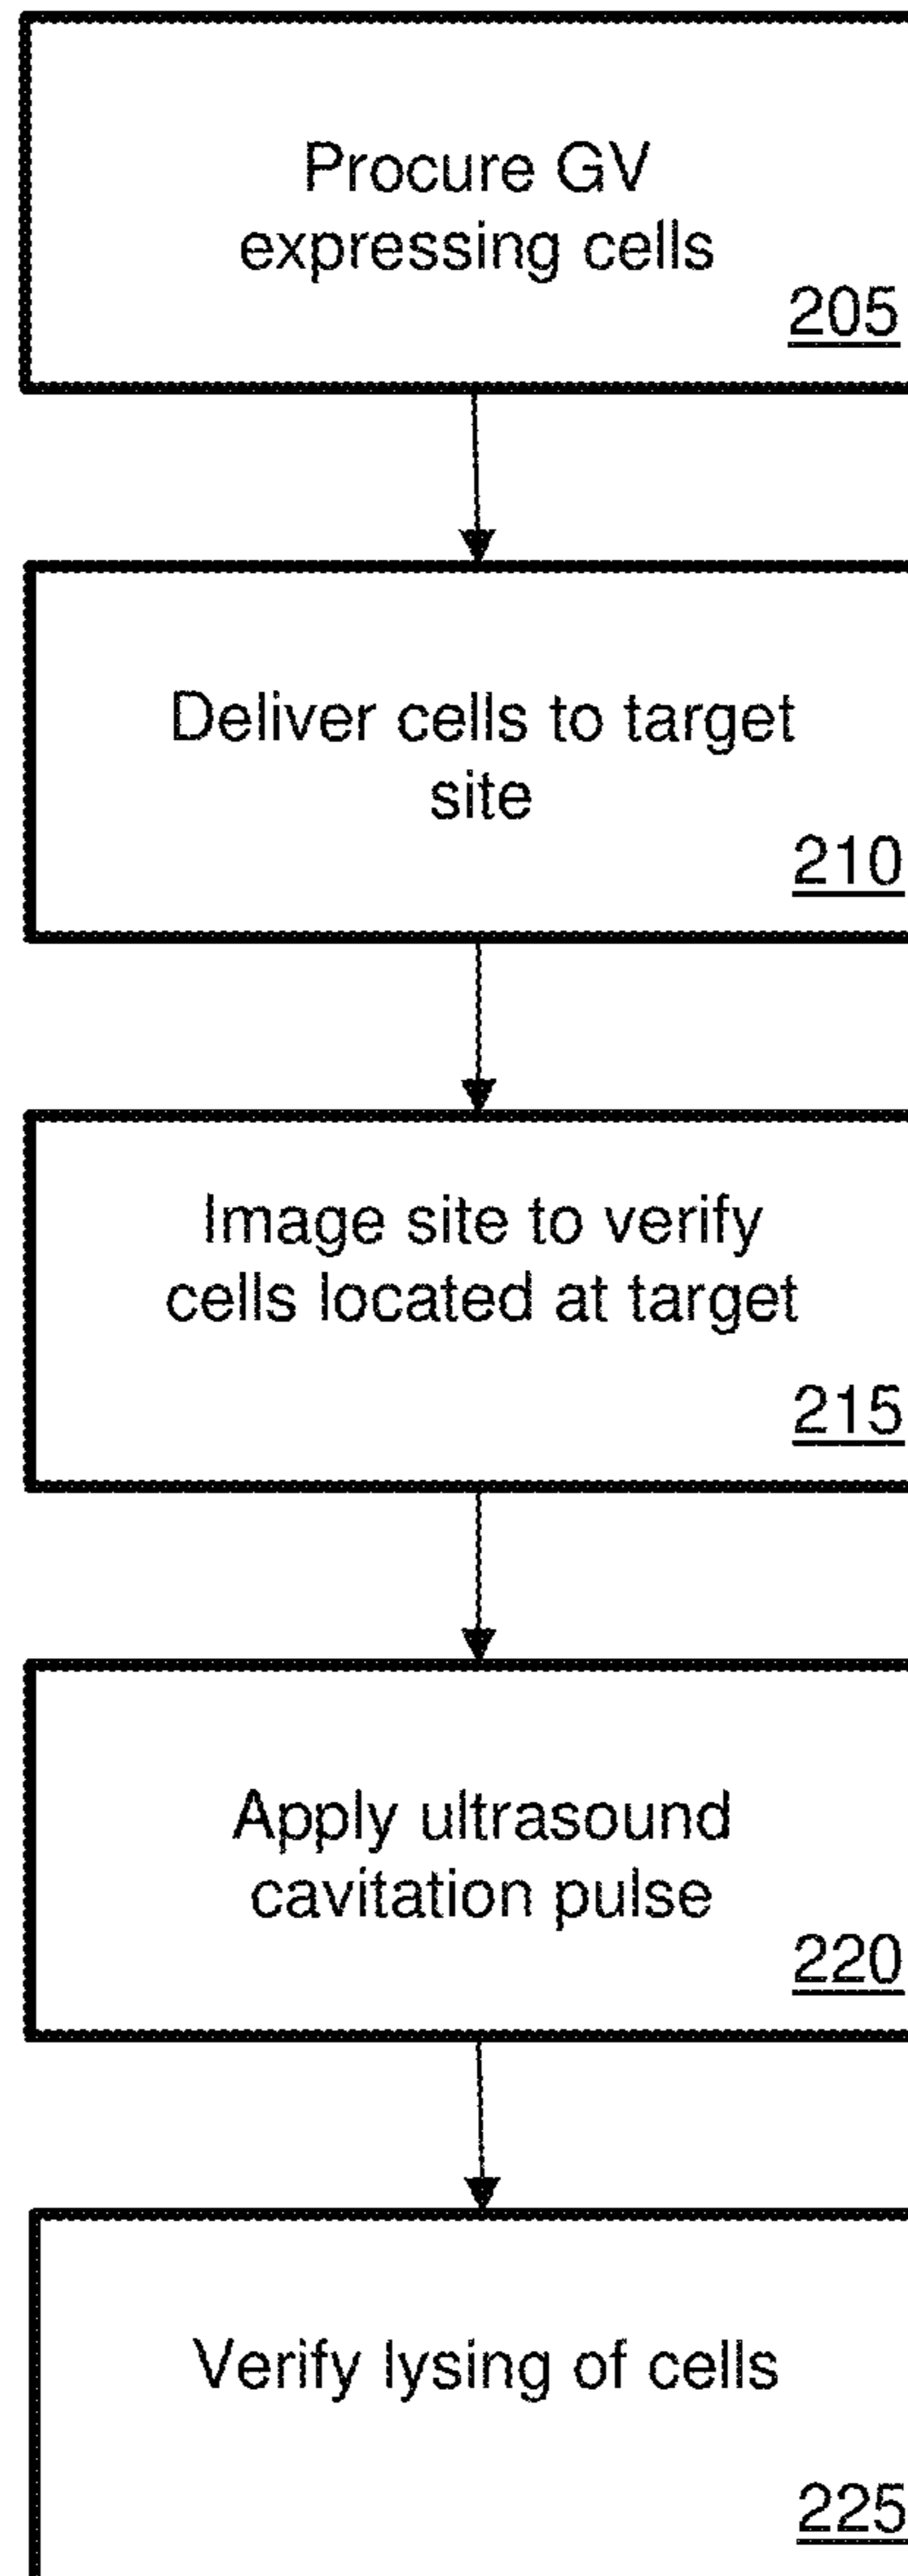 Procure GV
expressing cells
205
Deliver cells to target
site
210
Image site to verify
cells located at target
215
Apply ultrasound
cavitation pulse
220
Verify lysing of cells
225